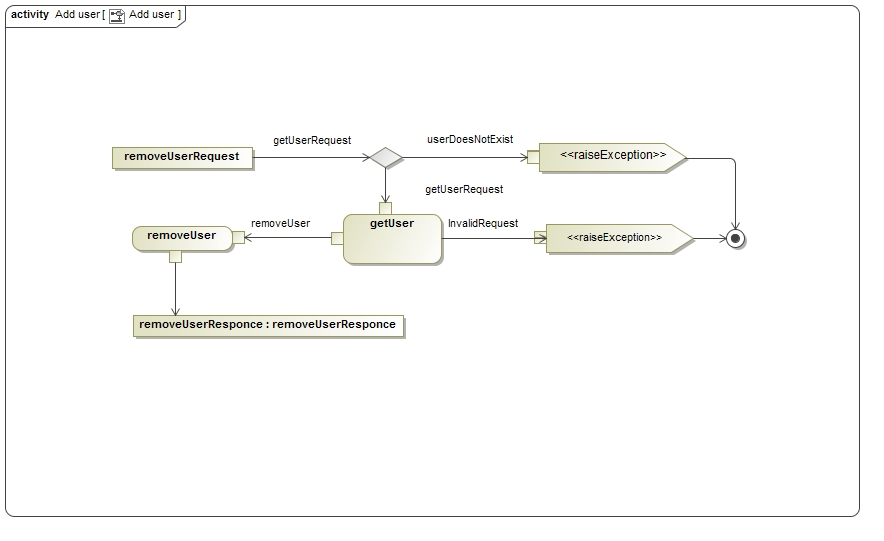 activity Add user [ Add user ]
getUserRequest
userDoesNotExist
removeUserRequest
<<raiseException>>
getUserRequest
removeUser
getUser
InvalidRequest
removeUser
<<raiseException>>
removeUserResponce : removeUserResponce